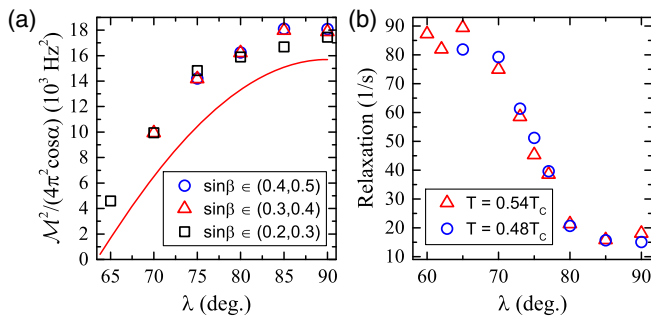 (a)
ℳ²/(4π²cosα) (10³ Hz²)
18
16
14
12
10
8
6
4
2
0
65 70 75 80 85 90
λ (deg.)
sinβ ∈ (0.4,0.5)
sinβ ∈ (0.3,0.4)
sinβ ∈ (0.2,0.3)
(b)
Relaxation (1/s)
90
80
70
60
50
40
30
20
10
60 70 80 90
λ (deg.)
T = 0.54T_C
T = 0.48T_C